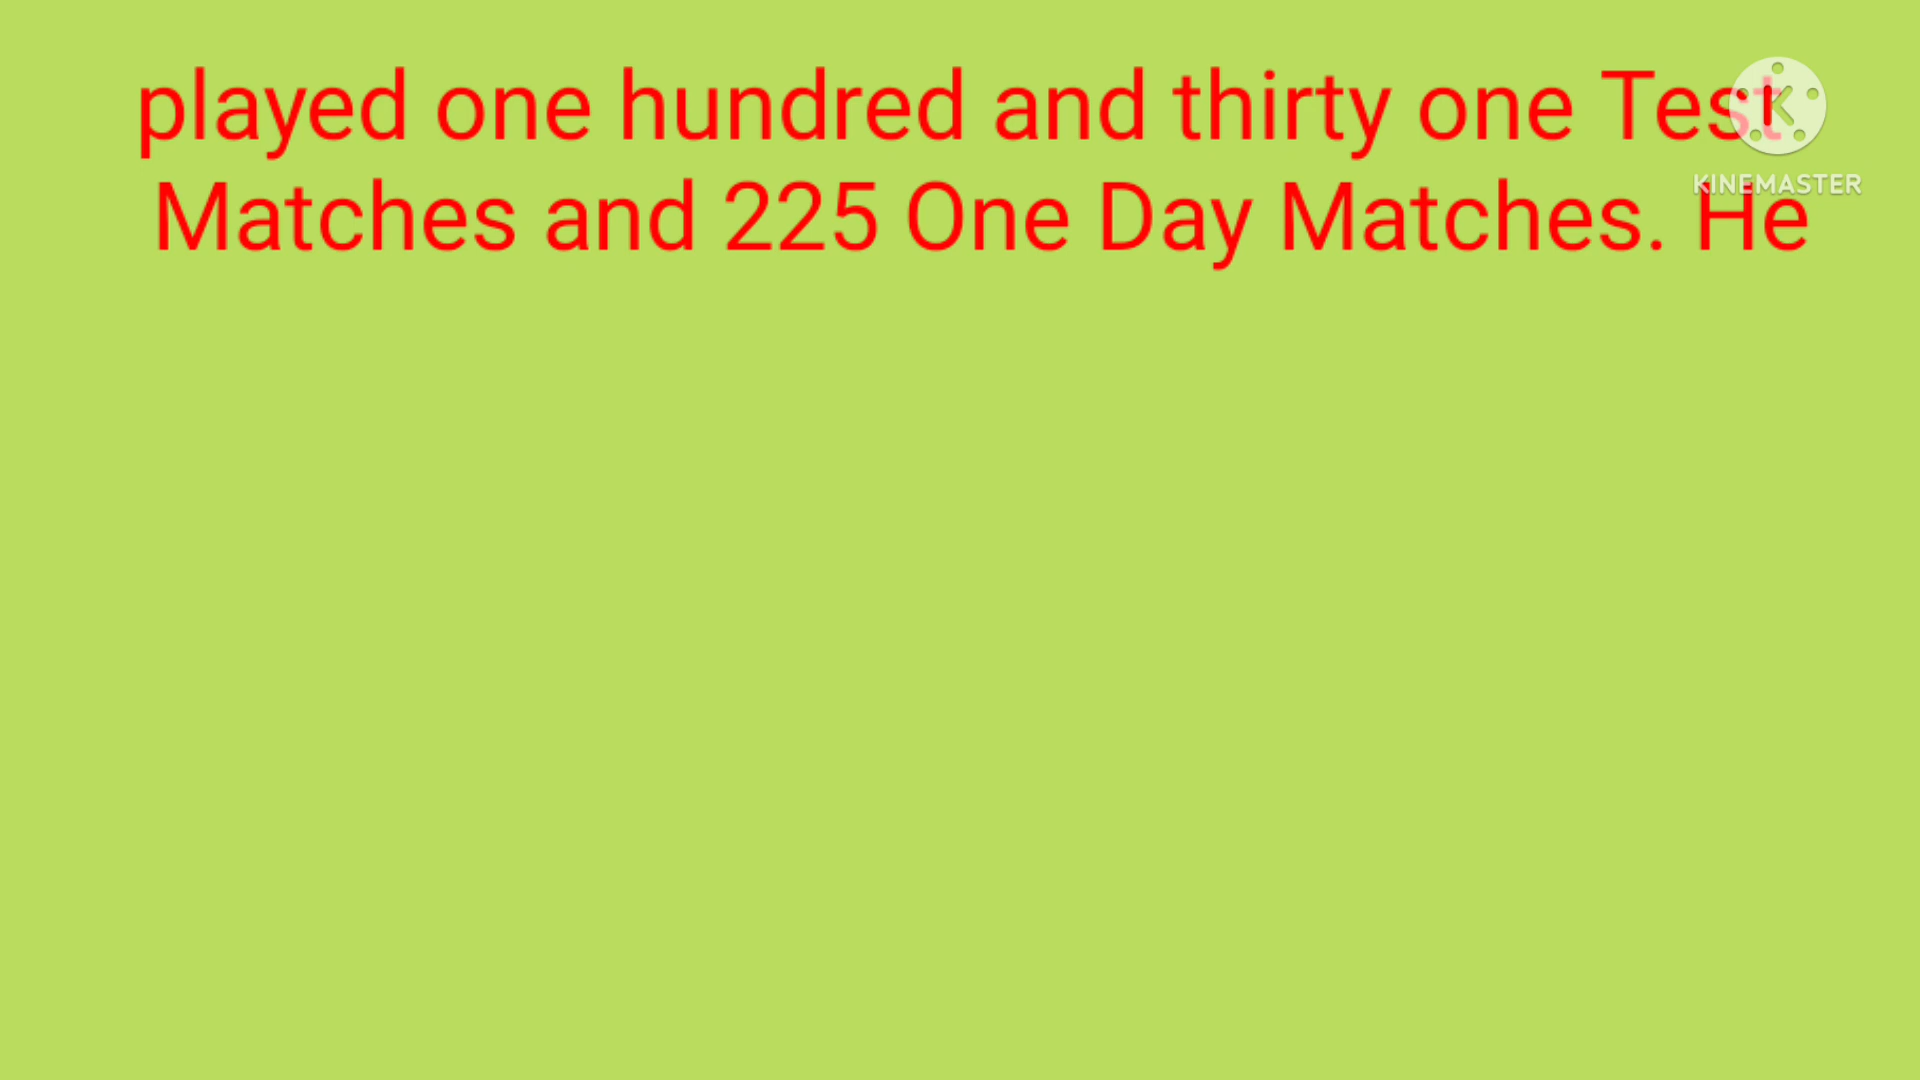 played one hundred and thirty one Test
Matches and 225 One Day Matches. He
KINEMASTER